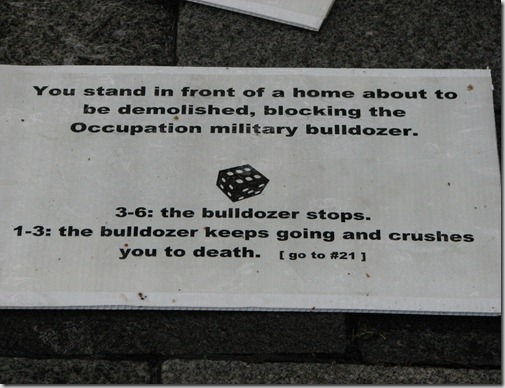 You stand in front of a home about to
be demolished, blocking the
Occupation military bulldozer.
3-6: the bulldozer stops.
1-3: the bulldozer keeps going and crushes
you to death. [ go to #21 ]